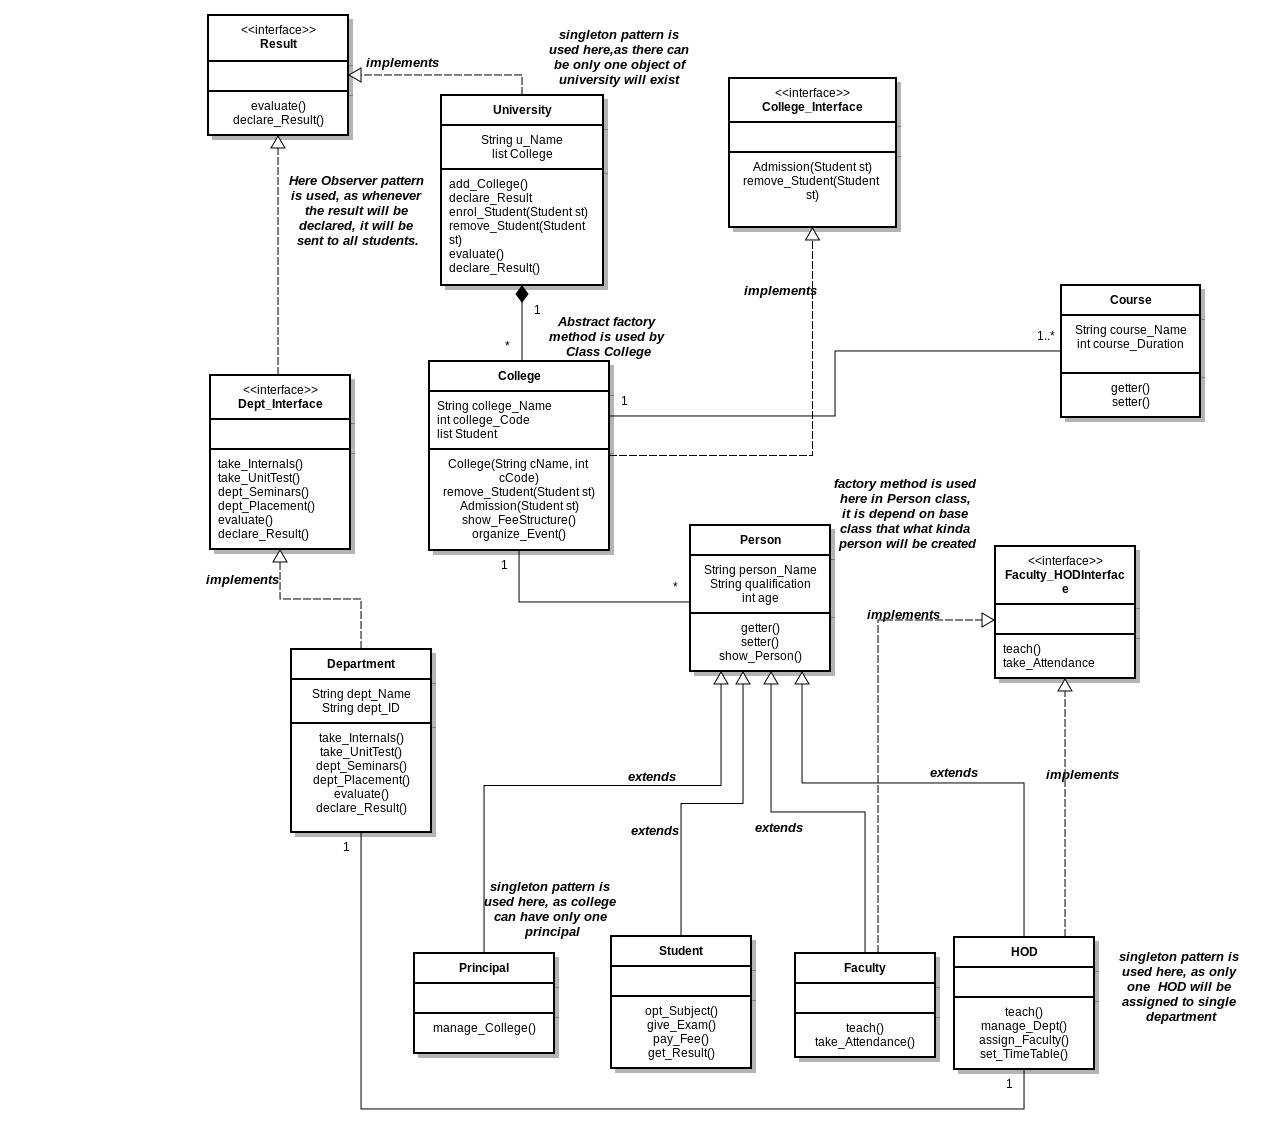 <<interface>>
Result
evaluate()
declare_Result()
implements
singleton pattern is
used here,as there can
be only one object of
university will exist
University
String u_Name
list College
add_College()
declare_Result
enrol_Student(Student st)
remove_Student(Student
st)
evaluate()
declare_Result()
<<interface>>
College_Interface
Admission(Student st)
remove_Student(Student
st)
Here Observer pattern
is used, as whenever
the result will be
declared, it will be
sent to all students.
implements
1
*
Abstract factory
method is used by
Class College
Course
String course_Name
int course_Duration
getter()
setter()
1..*
1
<<interface>>
Dept_Interface
take_Internals()
take_UnitTest()
dept_Seminars()
dept_Placement()
evaluate()
declare_Result()
College
String college_Name
int college_Code
list Student
College(String cName, int
cCode)
remove_Student(Student st)
Admission(Student st)
show_FeeStructure()
organize_Event()
factory method is used
here in Person class,
it is depend on base
class that what kinda
person will be created
Person
String person_Name
String qualification
int age
getter()
setter()
show_Person()
1
*
<<interface>>
Faculty_HODInterfac
e
teach()
take_Attendance
implements
implements
Department
String dept_Name
String dept_ID
take_Internals()
take_UnitTest()
dept_Seminars()
dept_Placement()
evaluate()
declare_Result()
1
extends
extends
extends
extends
implements
singleton pattern is
used here, as college
can have only one
principal
Principal
manage_College()
Student
opt_Subject()
give_Exam()
pay_Fee()
get_Result()
Faculty
teach()
take_Attendance()
HOD
teach()
manage_Dept()
assign_Faculty()
set_TimeTable()
1
singleton pattern is
used here, as only
one  HOD will be
assigned to single
department